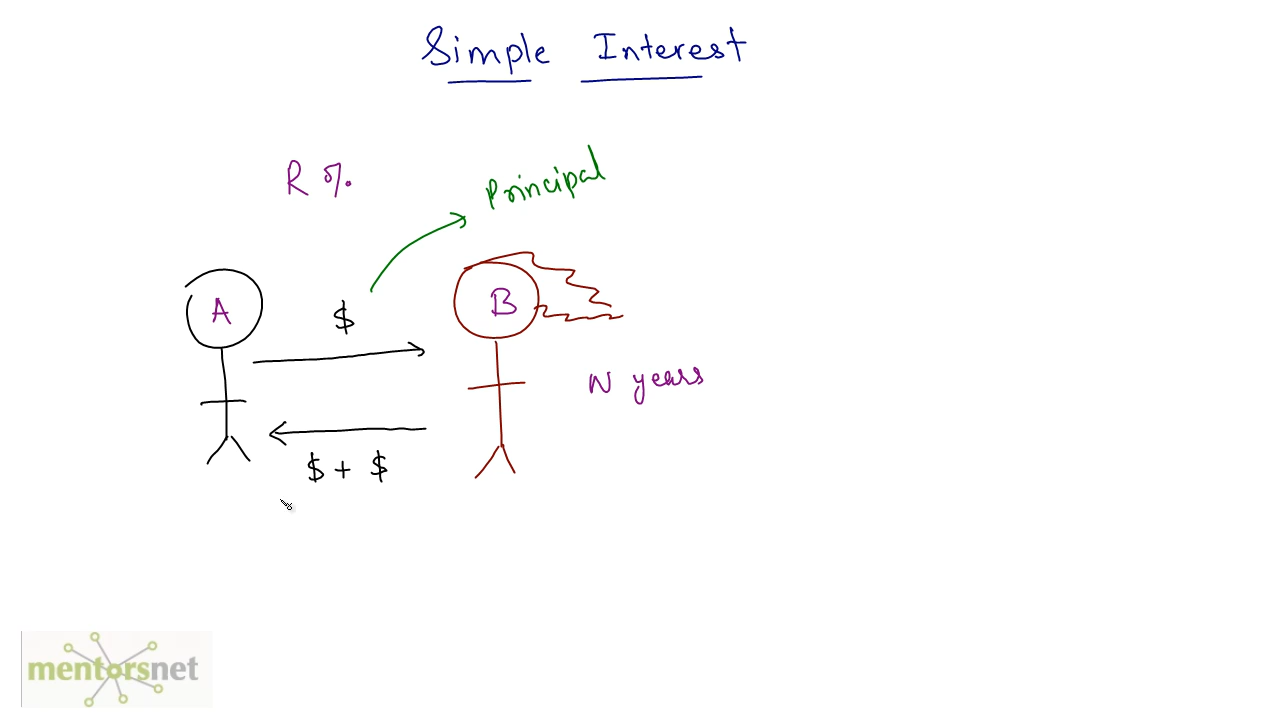 Simple Interest
R %
Principal
A
$
B
N years
$ + $
mentorsnet